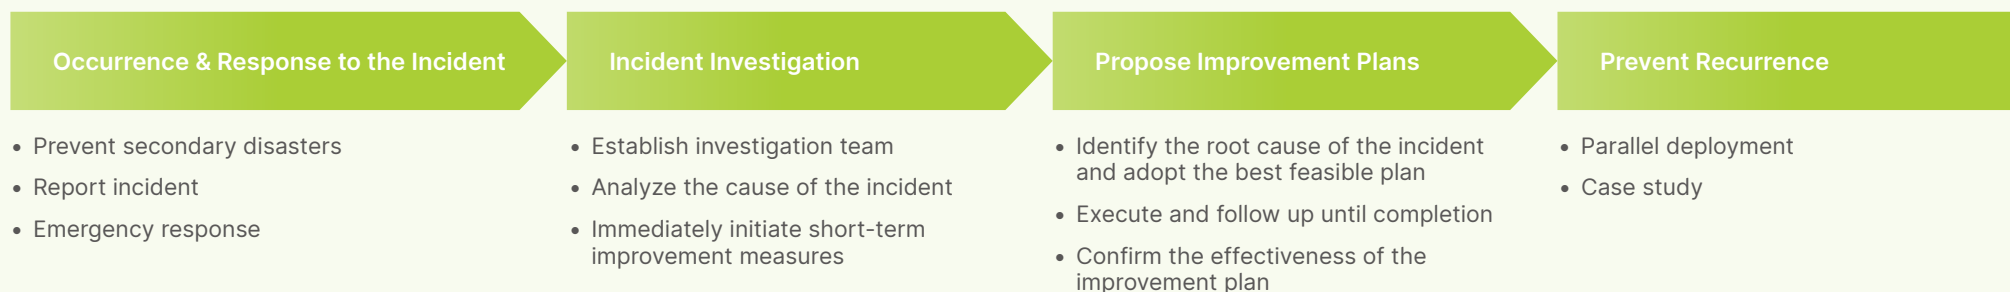 Occurrence & Response to the Incident
• Prevent secondary disasters
• Report incident
• Emergency response
Incident Investigation
• Establish investigation team
• Analyze the cause of the incident
• Immediately initiate short-term
improvement measures
Propose Improvement Plans
• Identify the root cause of the incident
and adopt the best feasible plan
• Execute and follow up until completion
• Confirm the effectiveness of the
improvement plan
Prevent Recurrence
• Parallel deployment
• Case study